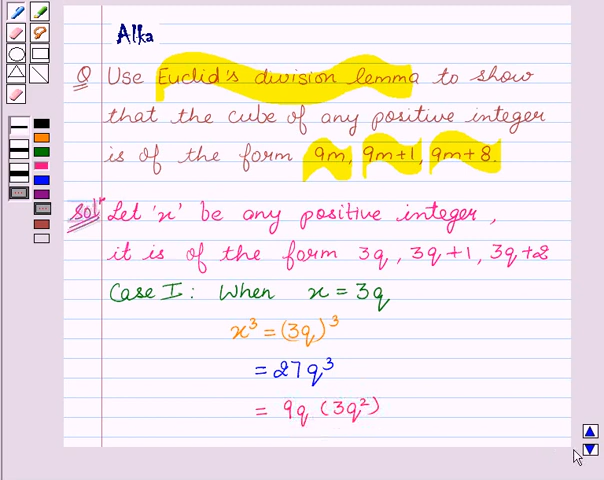 Alka
Q Use Euclid's division lemma to show
that the cube of any positive integer
is of the form 9m, 9m+1, 9m+8.
Solⁿ Let 'x' be any positive integer,
it is of the form 3q, 3q+1, 3q+2
Case I: When x = 3q
x³ = (3q)³
= 27q³
= 9q (3q²)